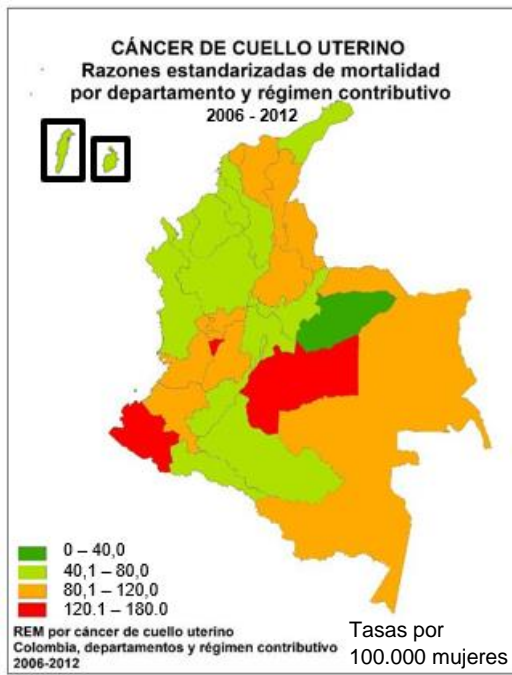 CÁNCER DE CUELLO UTERINO
Razones estandarizadas de mortalidad
por departamento y régimen contributivo
2006 - 2012
0 – 40,0
40,1 – 80,0
80,1 – 120,0
120.1 – 180.0
REM por cáncer de cuello uterino
Colombia, departamentos y régimen contributivo
2006-2012
Tasas por
100.000 mujeres